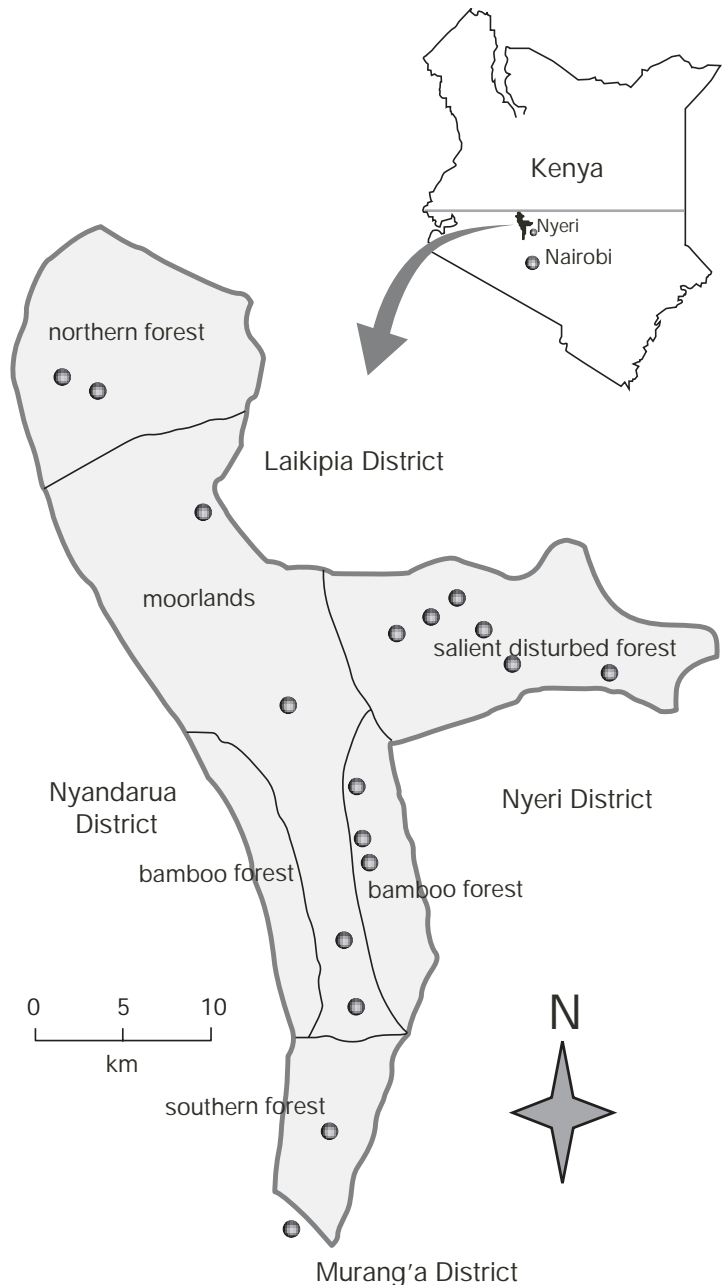 Kenya
Nyeri
Nairobi
northern forest
Laikipia District
moorlands
salient disturbed forest
Nyandarua
District
Nyeri District
bamboo forest
bamboo forest
0 5 10
km
N
southern forest
Murang'a District